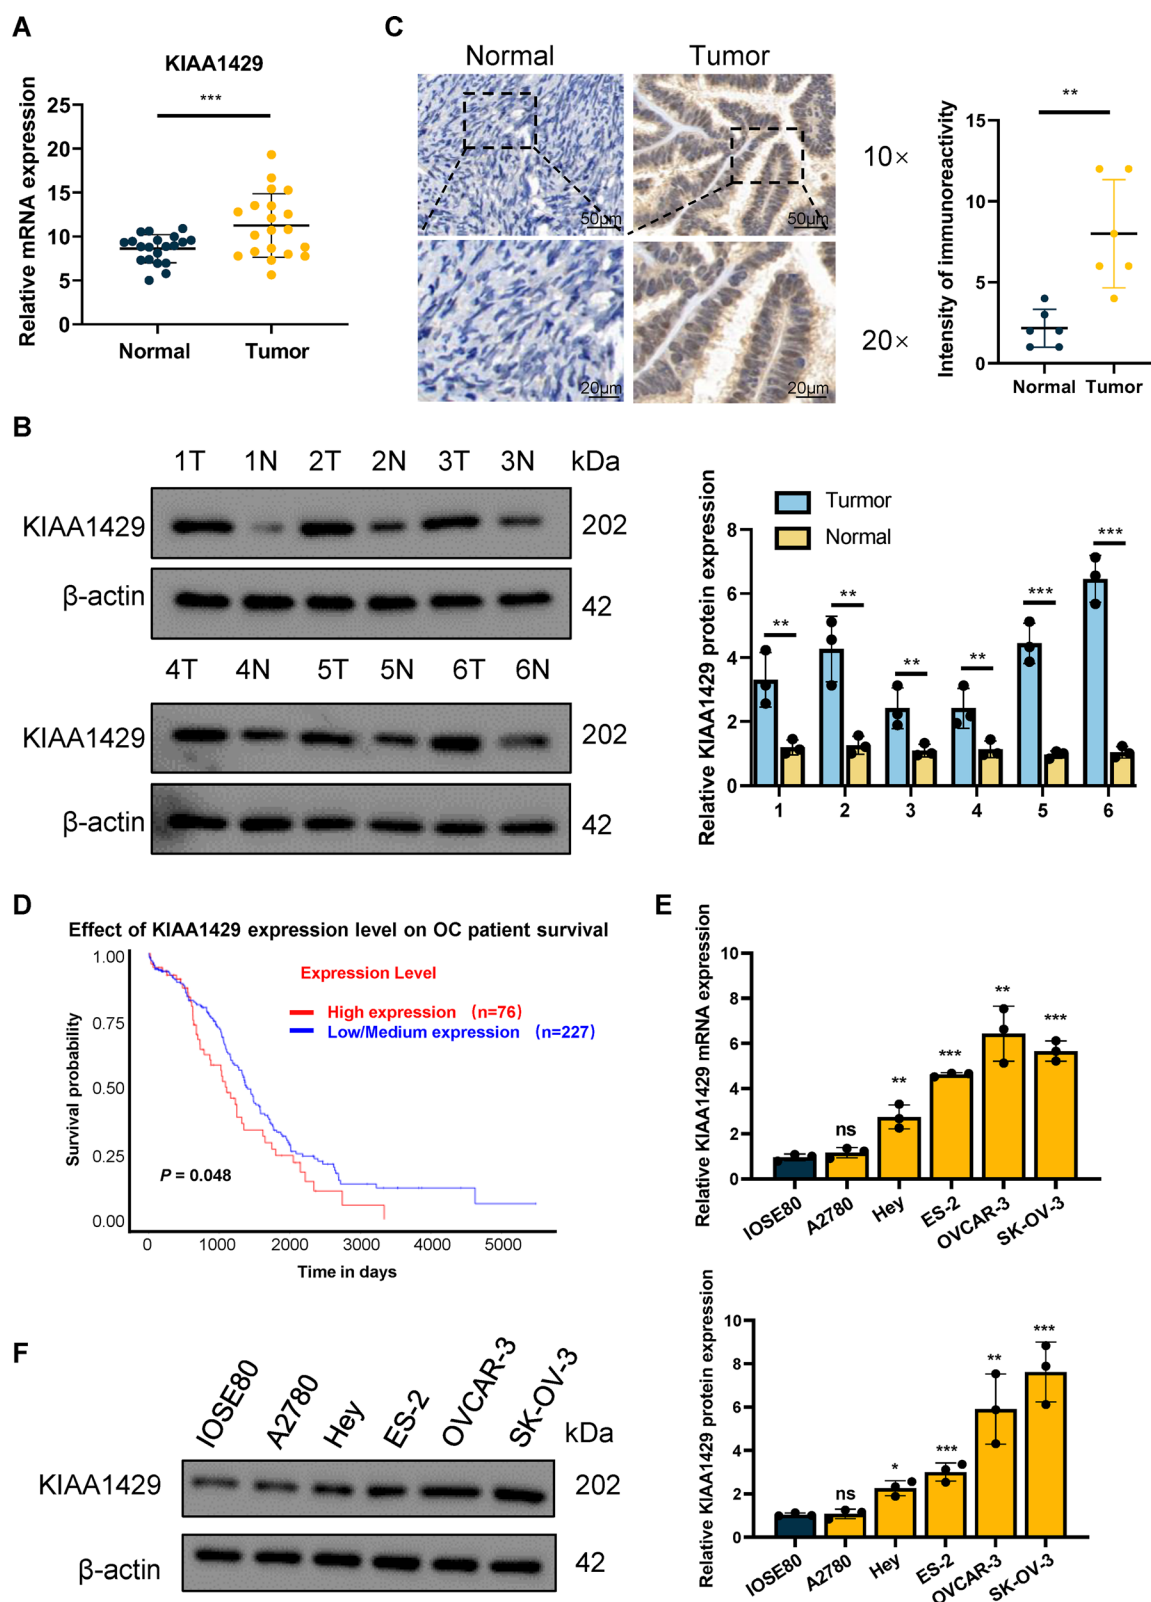 A
KIAA1429
***
Relative mRNA expression
25
20
15
10
5
0
Normal
Tumor
C
Normal
Tumor
50μm
50μm
10×
20μm
20μm
20×
**
Intensity of immunoreactivity
15
10
5
0
Normal
Tumor
B
1T 1N 2T 2N 3T 3N kDa
KIAA1429 202
β-actin 42
4T 4N 5T 5N 6T 6N
KIAA1429 202
β-actin 42
Relative KIAA1429 protein expression
Turmor
Normal
8
6
4
2
0
**
**
**
**
***
***
1 2 3 4 5 6
D
Effect of KIAA1429 expression level on OC patient survival
Survival probability
1.00
0.75
0.50
0.25
0.00
Expression Level
High expression (n=76)
Low/Medium expression (n=227)
P = 0.048
0 1000 2000 3000 4000 5000
Time in days
E
Relative KIAA1429 mRNA expression
10
8
6
4
2
0
ns
**
***
**
***
IOSE80 A2780 Hey ES-2 OVCAR-3 SK-OV-3
Relative KIAA1429 protein expression
10
8
6
4
2
0
ns
*
***
**
***
IOSE80 A2780 Hey ES-2 OVCAR-3 SK-OV-3
F
IOSE80 A2780 Hey ES-2 OVCAR-3 SK-OV-3 kDa
KIAA1429 202
β-actin 42